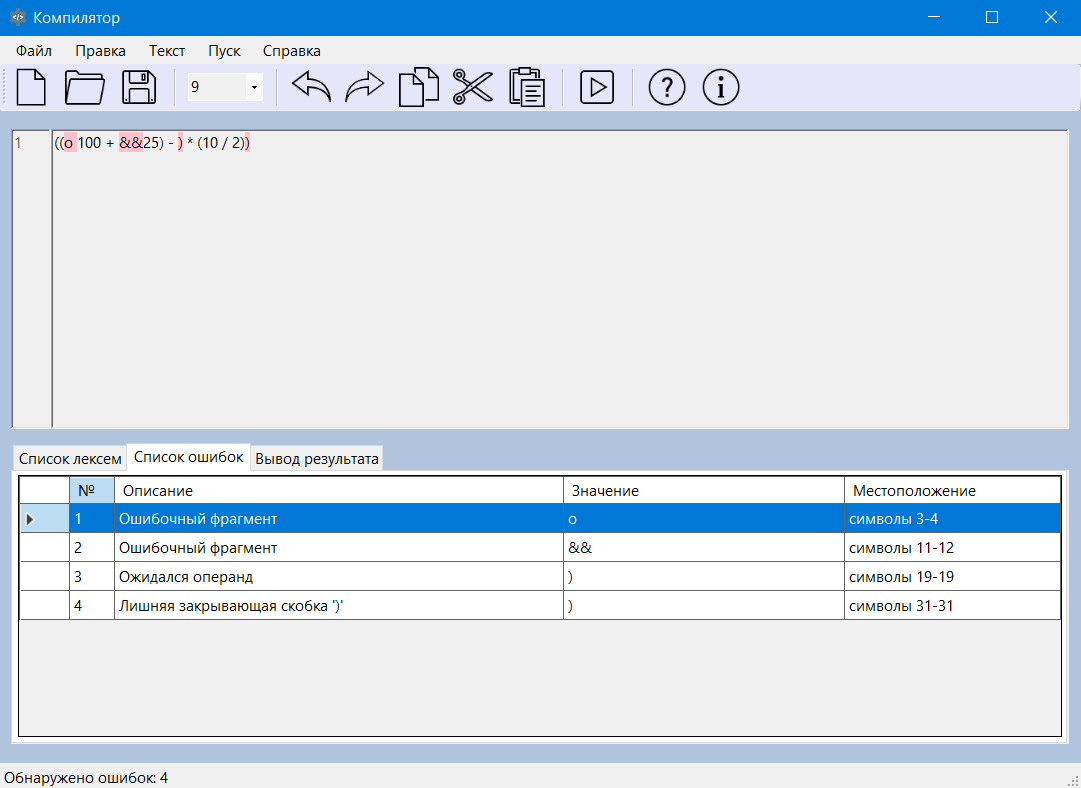 Компилятор
Файл Правка Текст Пуск Справка
9
1 ((о 100 + &&25) - ) * (10 / 2))
Список лексем Список ошибок Вывод результата
№ Описание Значение Местоположение
1 Ошибочный фрагмент о символы 3-4
2 Ошибочный фрагмент && символы 11-12
3 Ожидался операнд ) символы 19-19
4 Лишняя закрывающая скобка ')' ) символы 31-31
Обнаружено ошибок: 4